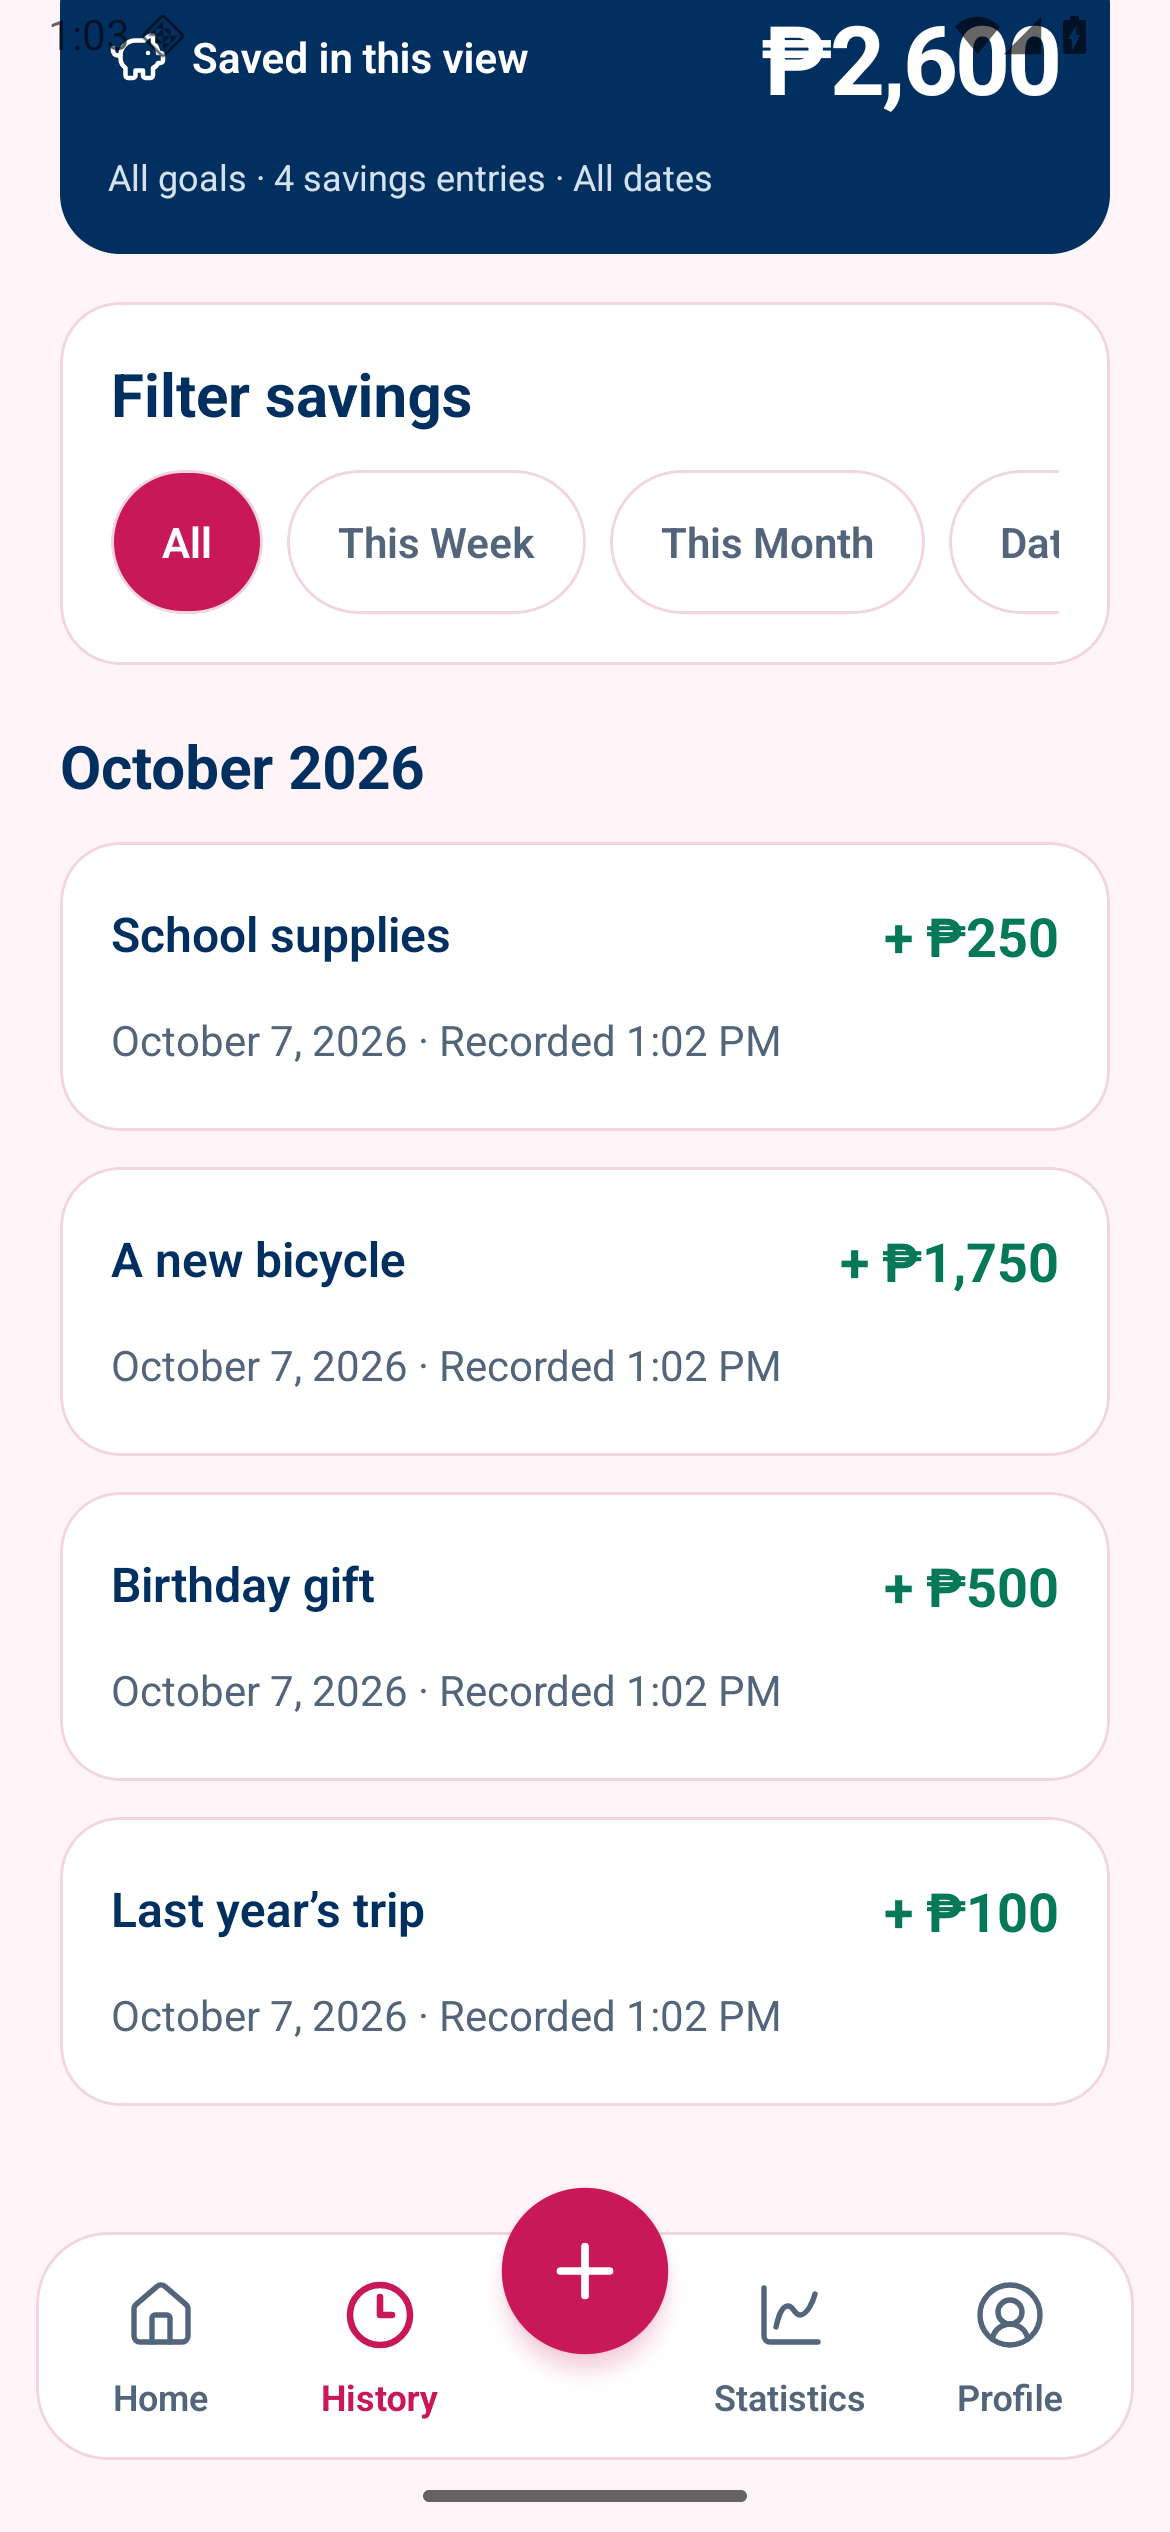 1:03
Saved in this view
₱2,600
All goals · 4 savings entries · All dates
Filter savings
All
This Week
This Month
Dat
October 2026
School supplies
+ ₱250
October 7, 2026 · Recorded 1:02 PM
A new bicycle
+ ₱1,750
October 7, 2026 · Recorded 1:02 PM
Birthday gift
+ ₱500
October 7, 2026 · Recorded 1:02 PM
Last year’s trip
+ ₱100
October 7, 2026 · Recorded 1:02 PM
Home
History
Statistics
Profile